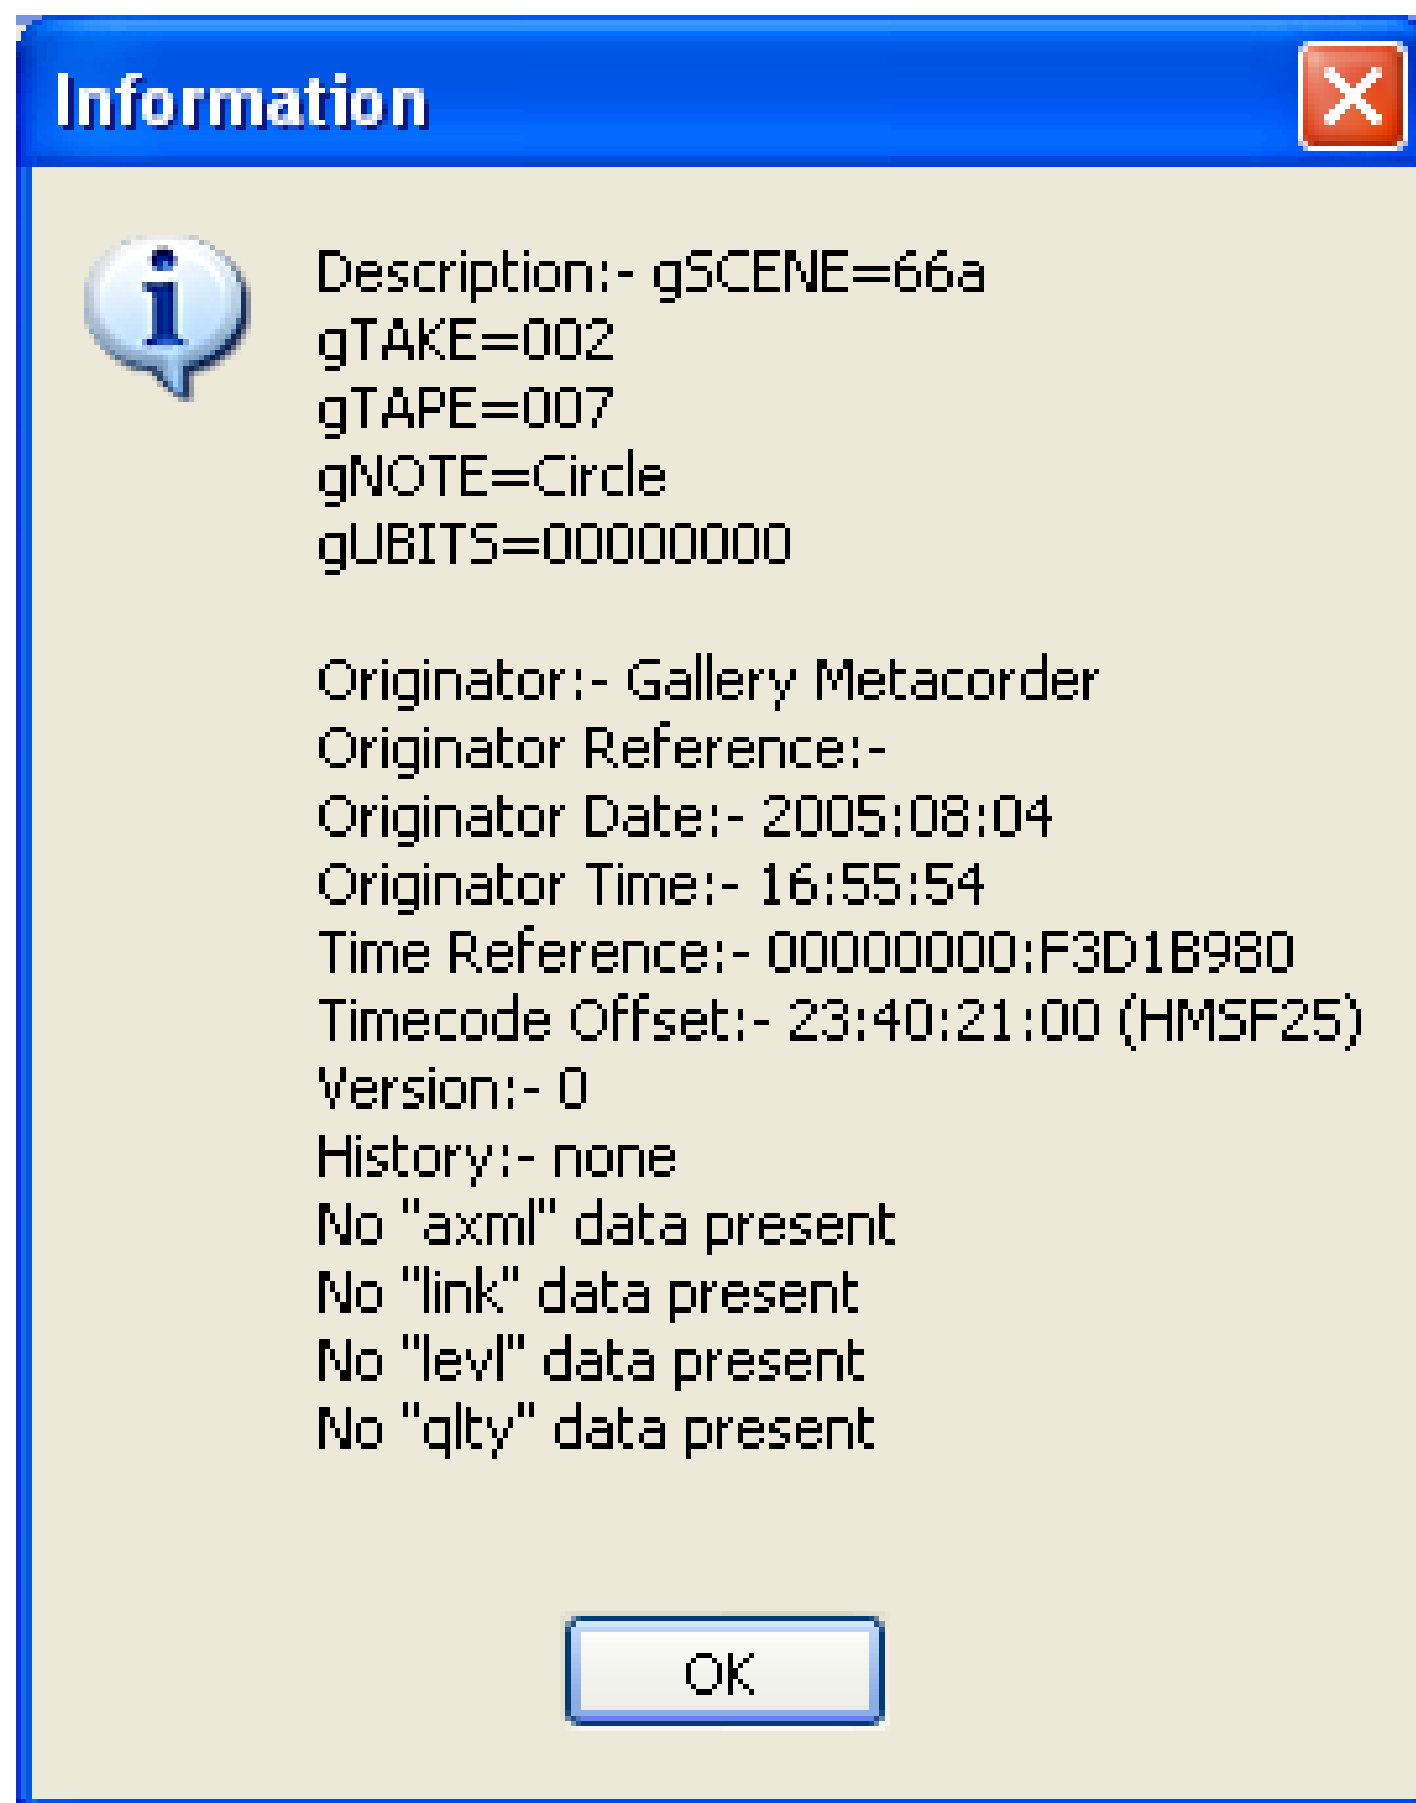 Information
Description:- gSCENE=66a
gTAKE=002
gTAPE=007
gNOTE=Circle
gUBITS=00000000
Originator:- Gallery Metacorder
Originator Reference:-
Originator Date:- 2005:08:04
Originator Time:- 16:55:54
Time Reference:- 00000000:F3D1B980
Timecode Offset:- 23:40:21:00 (HMSF25)
Version:- 0
History:- none
No "axml" data present
No "link" data present
No "levl" data present
No "qlty" data present
OK